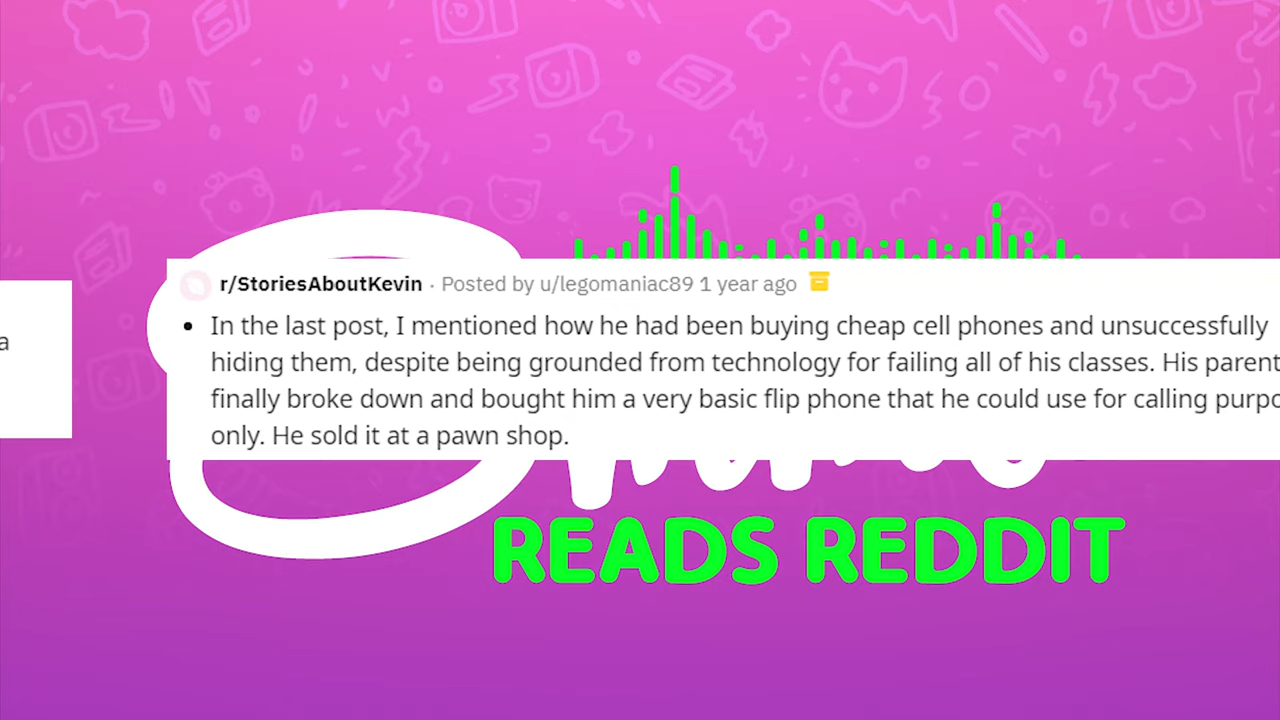 r/StoriesAboutKevin · Posted by u/legomaniac89 1 year ago
a
• In the last post, I mentioned how he had been buying cheap cell phones and unsuccessfully
hiding them, despite being grounded from technology for failing all of his classes. His parent
finally broke down and bought him a very basic flip phone that he could use for calling purpo
only. He sold it at a pawn shop.
READS REDDIT